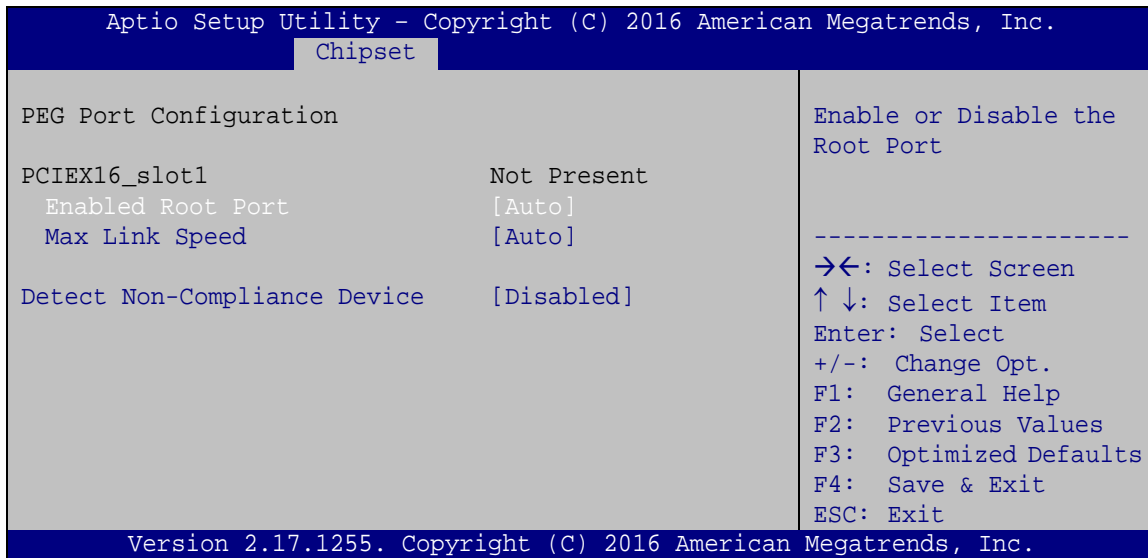 Aptio Setup Utility – Copyright (C) 2016 American Megatrends, Inc.
Chipset
PEG Port Configuration
PCIEX16_slot1 Not Present
Enabled Root Port [Auto]
Max Link Speed [Auto]
Detect Non-Compliance Device [Disabled]
Enable or Disable the
Root Port
----------------------
→←: Select Screen
↑ ↓: Select Item
Enter: Select
+/-: Change Opt.
F1: General Help
F2: Previous Values
F3: Optimized Defaults
F4: Save & Exit
ESC: Exit
Version 2.17.1255. Copyright (C) 2016 American Megatrends, Inc.